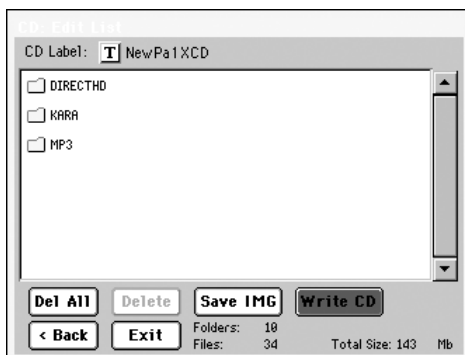 CD: Edit List
CD Label: T NewPa1XCD
DIRECTHD
KARA
MP3
Del All Delete Save IMG Write CD
< Back Exit Folders: 10
Files: 34 Total Size: 143 Mb